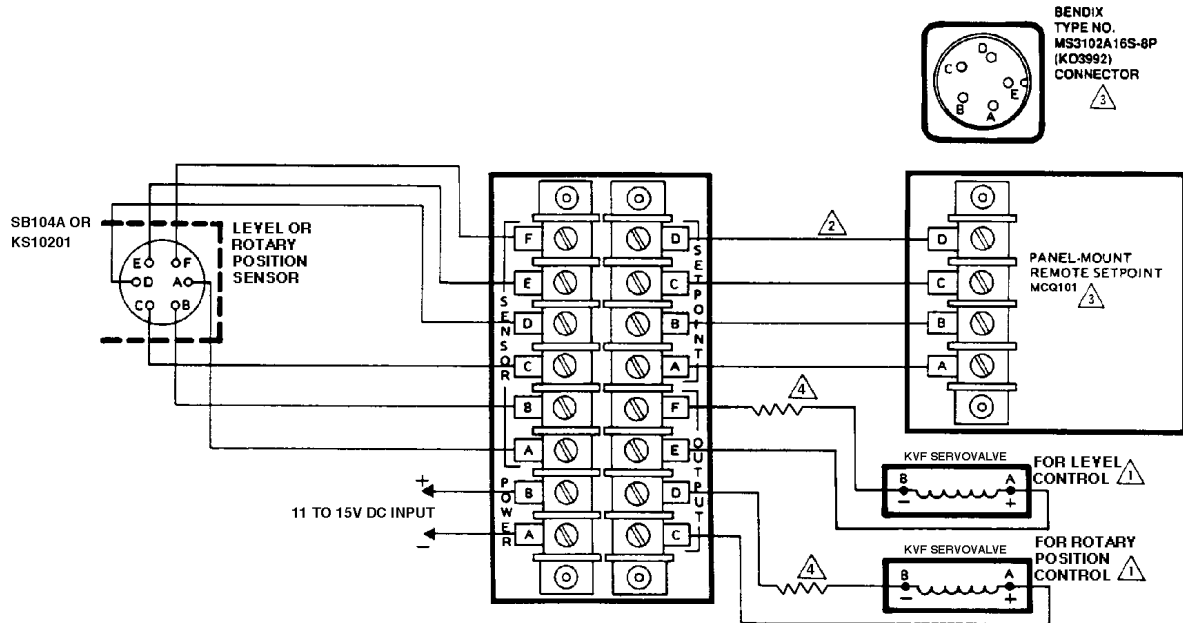 BENDIX
TYPE NO.
MS3102A16S-8P
(KO3992)
CONNECTOR
3
D
C
E
B
A
SB104A OR
KS10201
LEVEL OR
ROTARY
POSITION
SENSOR
E F
D A
C B
SENSOR
F
E
D
C
B
A
POWER
B
A
+
11 TO 15V DC INPUT
–
SETPOINT
D
C
B
A
OUTPUT
F
E
D
C
2
D
C
B
A
PANEL-MOUNT
REMOTE SETPOINT
MCQ101
3
4
KVF SERVOVALVE
B A
– +
FOR LEVEL
CONTROL 1
4
KVF SERVOVALVE
B A
– +
FOR ROTARY
POSITION
CONTROL 1